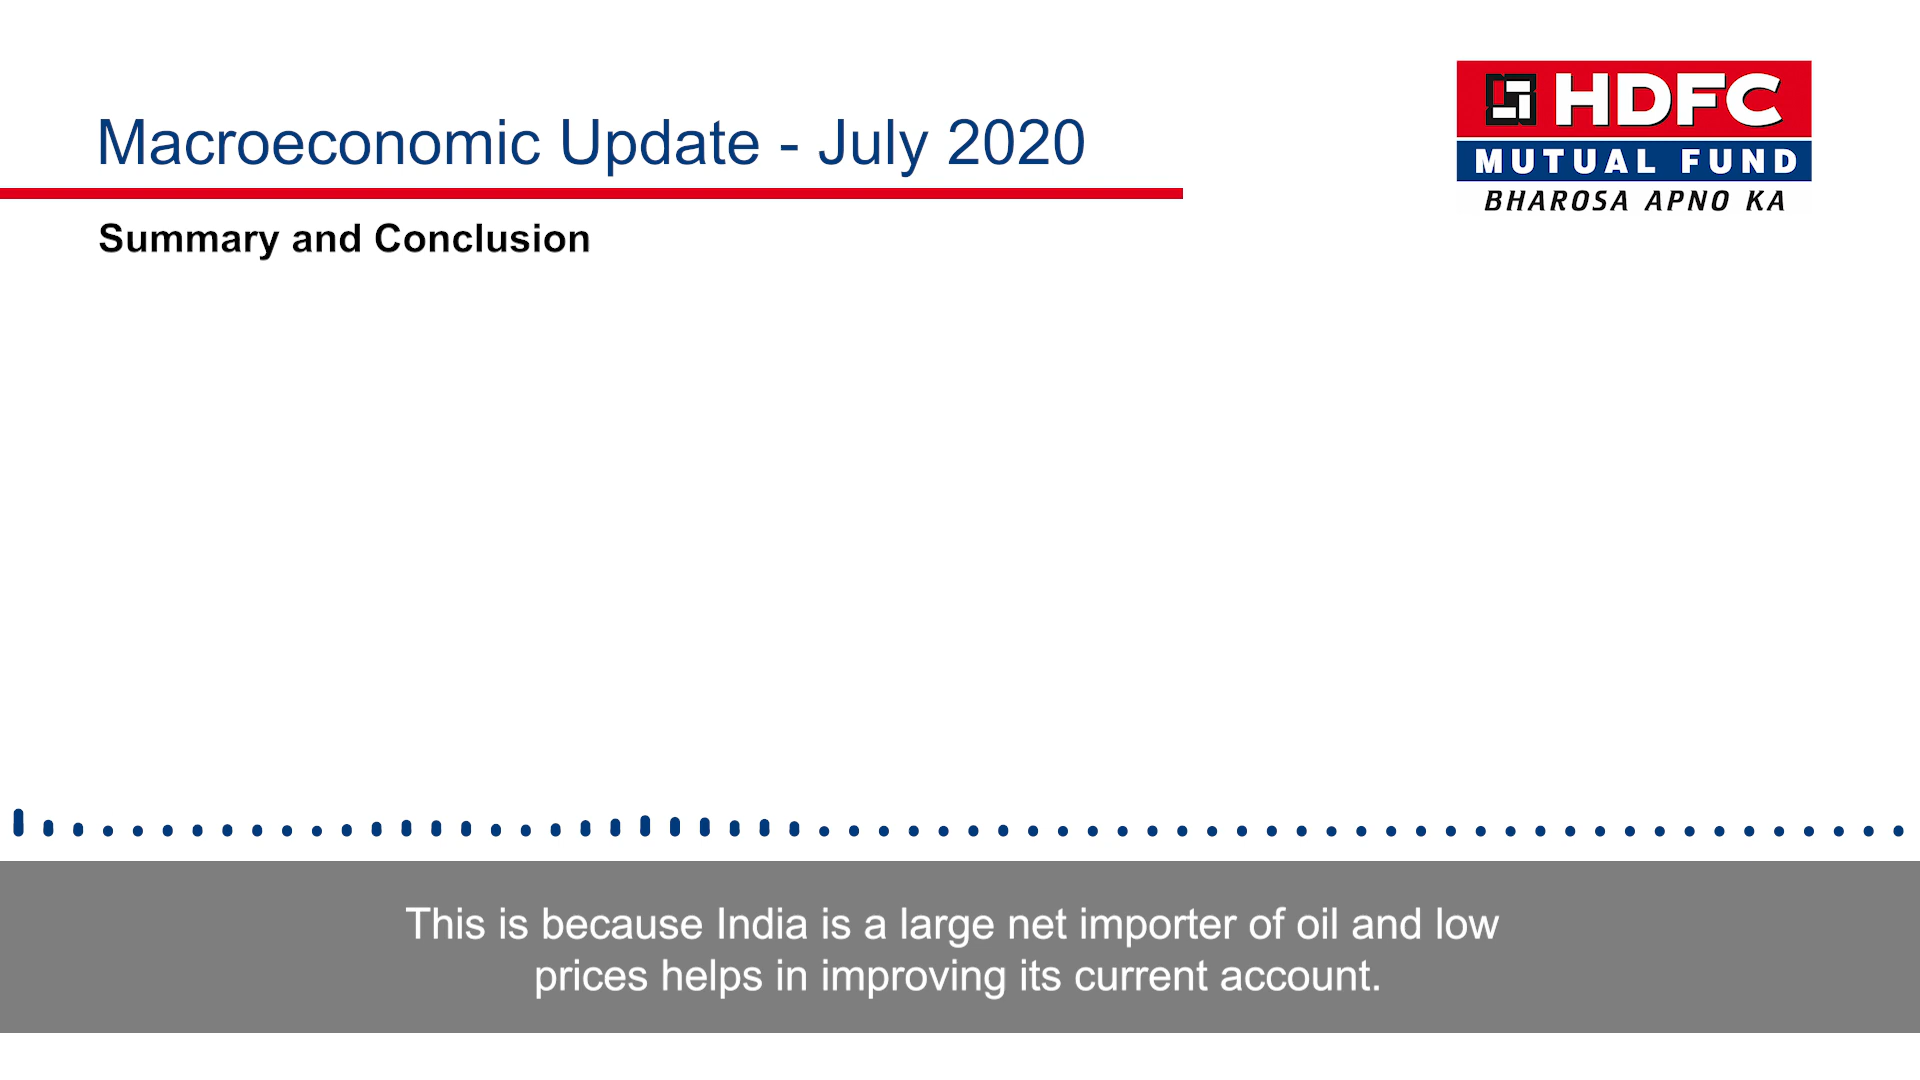 HDFC
MUTUAL FUND
BHAROSA APNO KA
Macroeconomic Update - July 2020
Summary and Conclusion
This is because India is a large net importer of oil and low
prices helps in improving its current account.